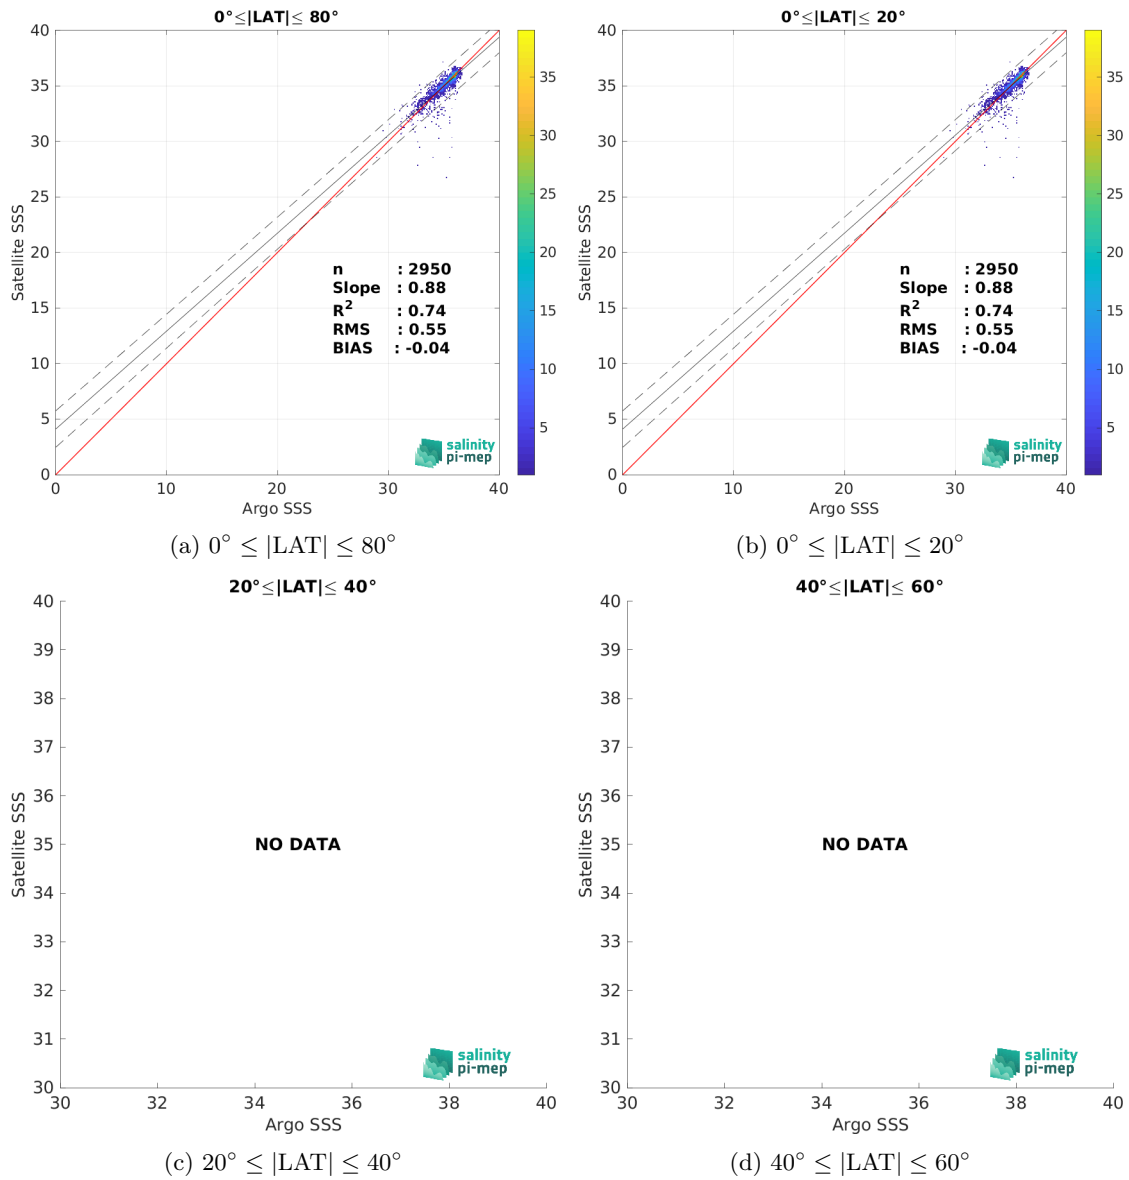 0°≤|LAT|≤ 80°
Satellite SSS
40
35
30
25
20
15
10
5
0
0
10
20
30
40
Argo SSS
n : 2950
Slope : 0.88
R² : 0.74
RMS : 0.55
BIAS : -0.04
salinity
pi-mep
35
30
25
20
15
10
5
(a) 0° ≤ |LAT| ≤ 80°
0°≤|LAT|≤ 20°
Satellite SSS
40
35
30
25
20
15
10
5
0
0
10
20
30
40
Argo SSS
n : 2950
Slope : 0.88
R² : 0.74
RMS : 0.55
BIAS : -0.04
salinity
pi-mep
35
30
25
20
15
10
5
(b) 0° ≤ |LAT| ≤ 20°
20°≤|LAT|≤ 40°
Satellite SSS
40
39
38
37
36
35
34
33
32
31
30
NO DATA
salinity
pi-mep
30
32
34
36
38
40
Argo SSS
(c) 20° ≤ |LAT| ≤ 40°
40°≤|LAT|≤ 60°
Satellite SSS
40
39
38
37
36
35
34
33
32
31
30
NO DATA
salinity
pi-mep
30
32
34
36
38
40
Argo SSS
(d) 40° ≤ |LAT| ≤ 60°